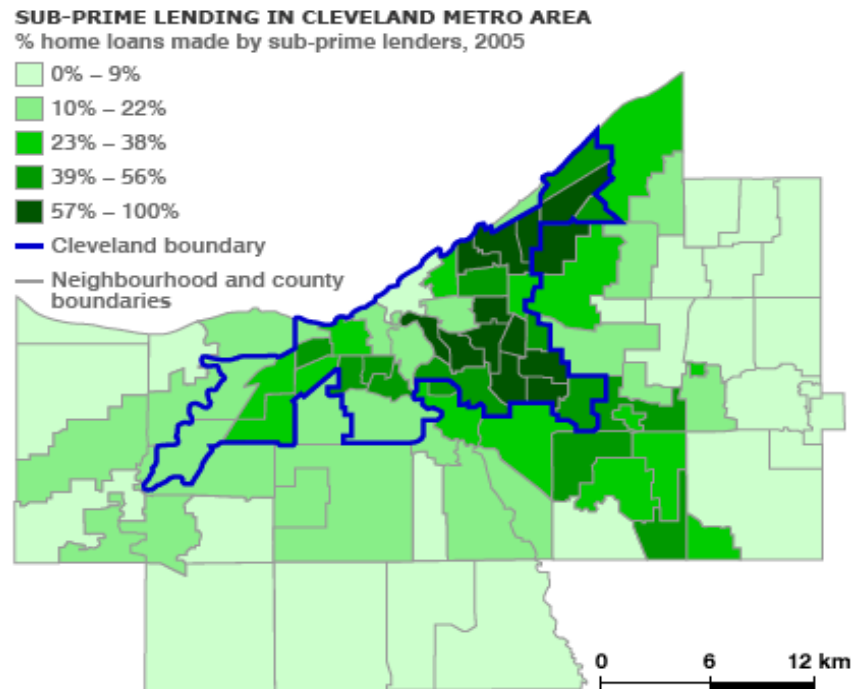 SUB-PRIME LENDING IN CLEVELAND METRO AREA
% home loans made by sub-prime lenders, 2005
0% – 9%
10% – 22%
23% – 38%
39% – 56%
57% – 100%
Cleveland boundary
Neighbourhood and county
boundaries
0 6 12 km